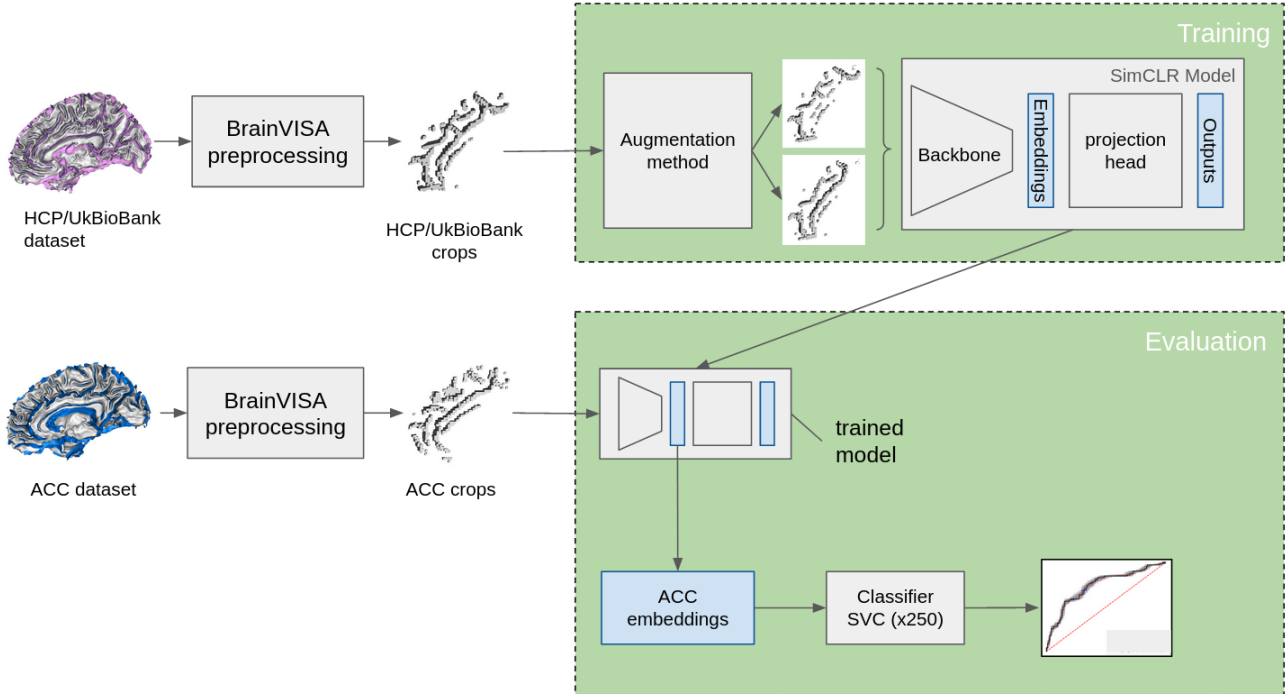 Training
SimCLR Model
BrainVISA
preprocessing
Augmentation
method
Backbone
Embeddings
projection
head
Outputs
HCP/UkBioBank
dataset
HCP/UkBioBank
crops
Evaluation
BrainVISA
preprocessing
trained
model
ACC dataset
ACC crops
ACC
embeddings
Classifier
SVC (x250)